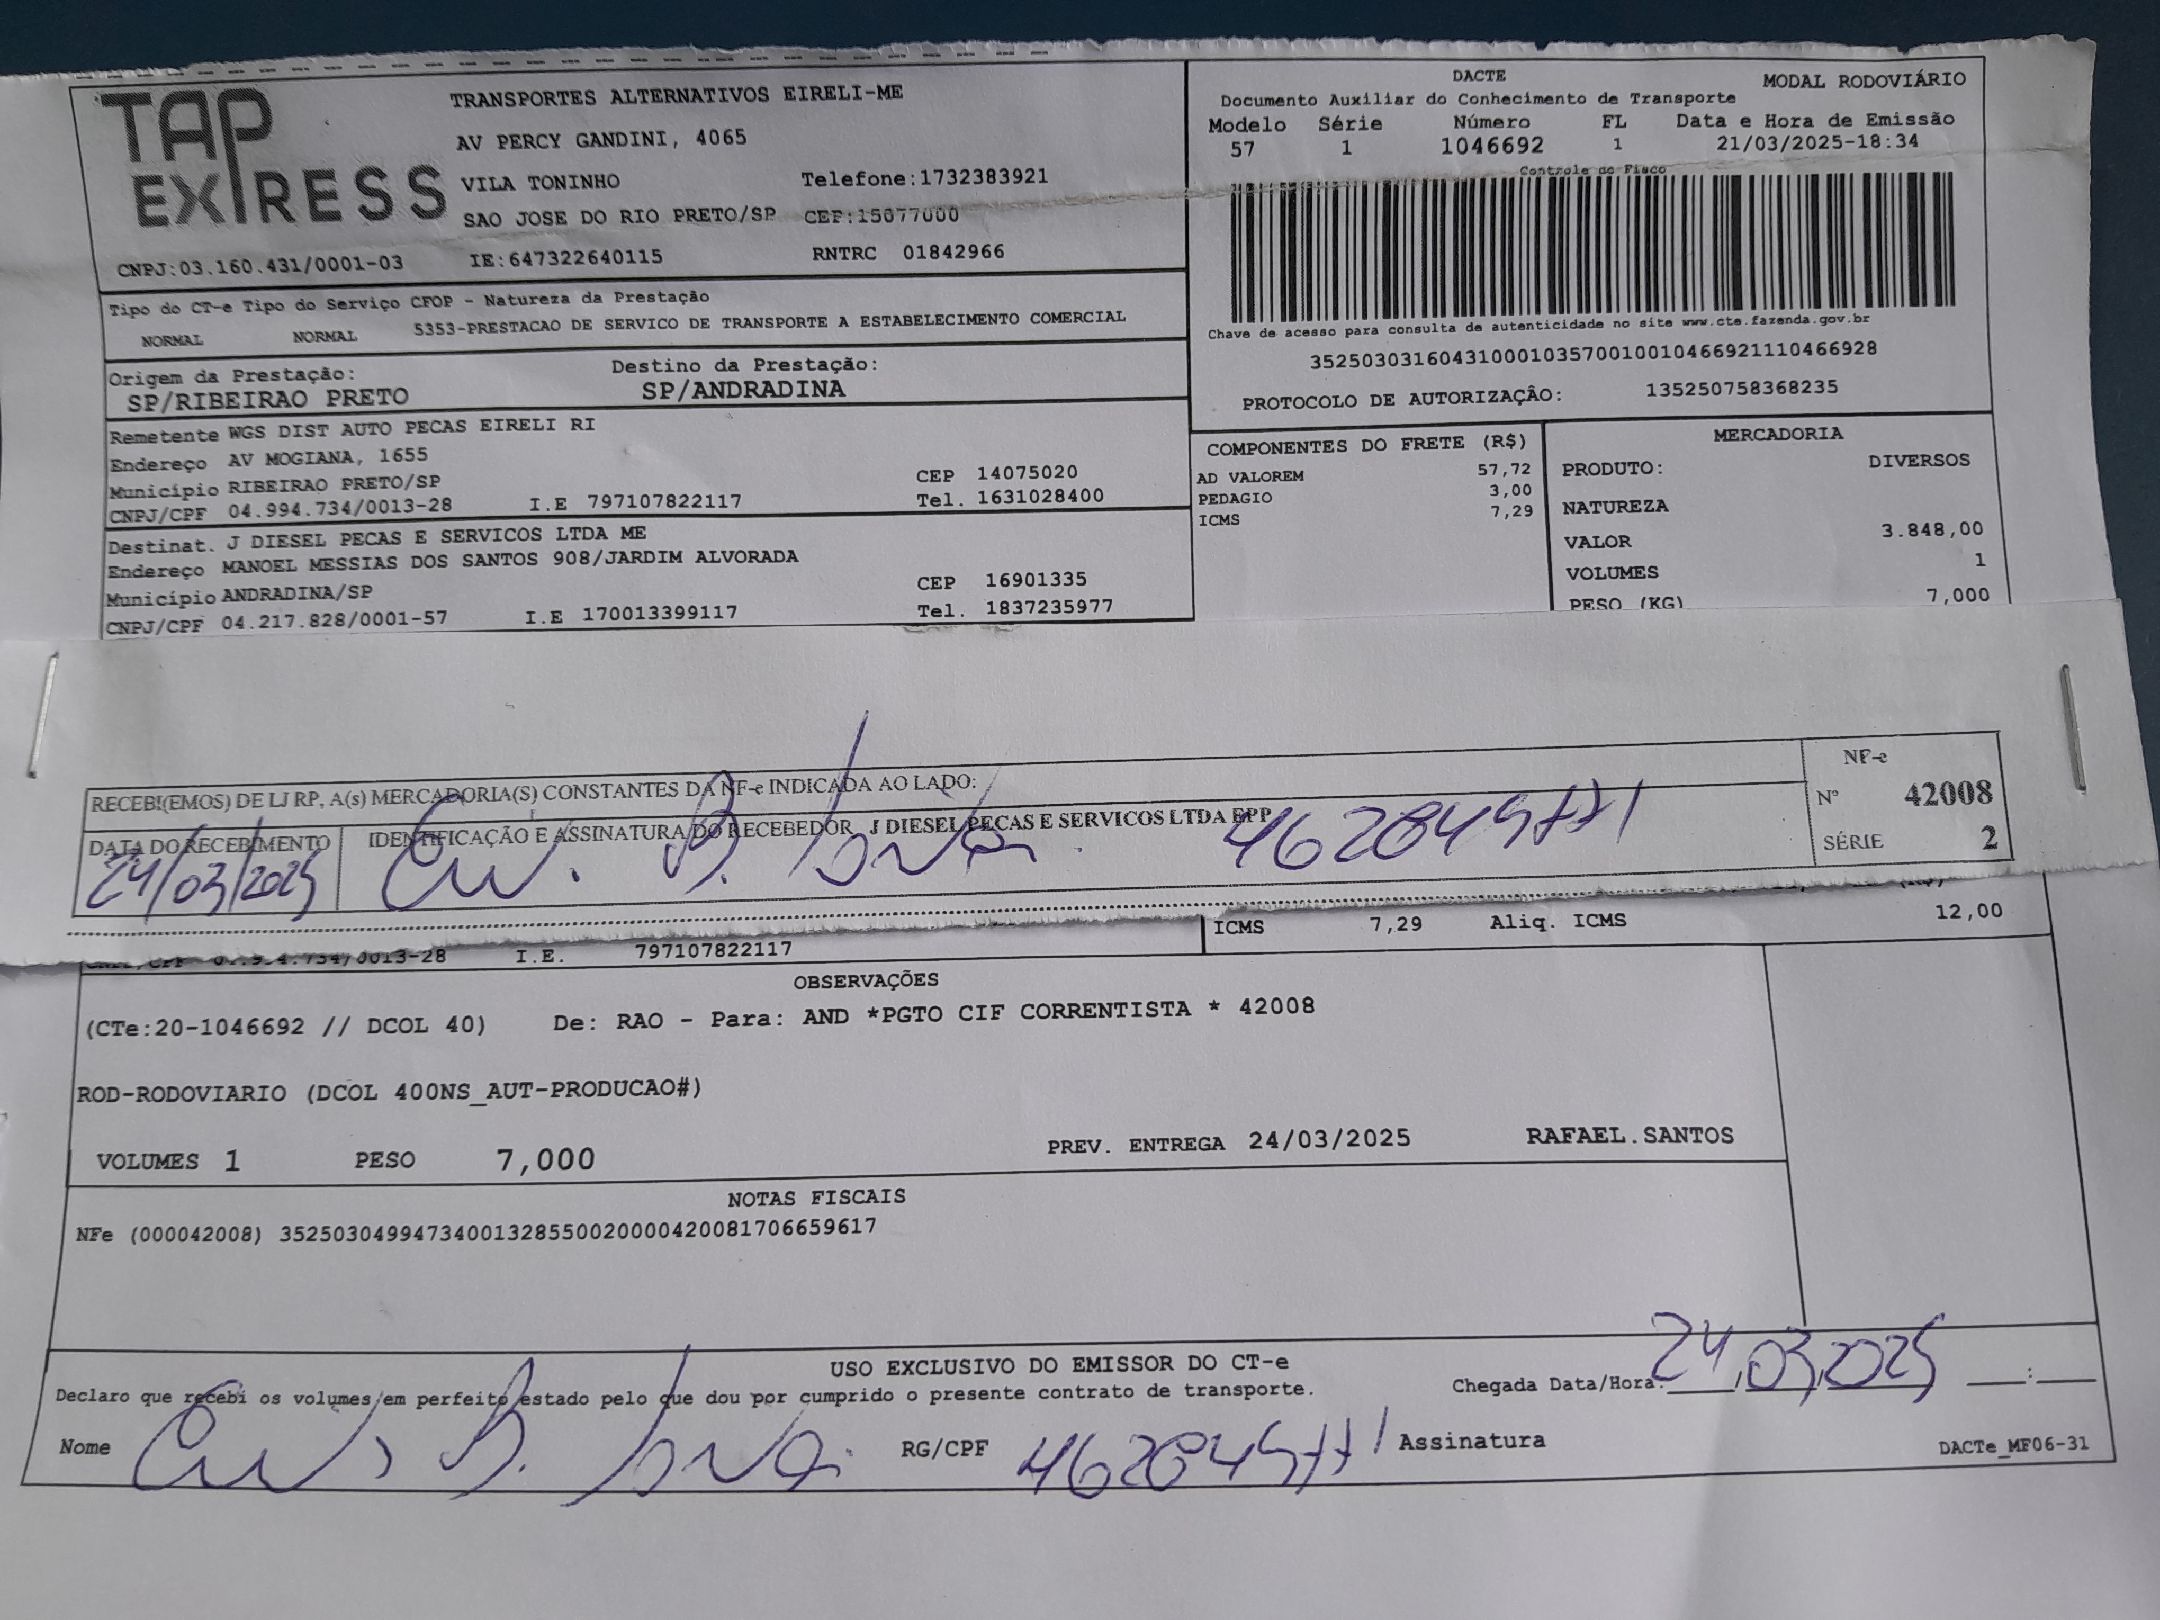 TAP EXPRESS
TRANSPORTES ALTERNATIVOS EIRELI-ME
AV PERCY GANDINI, 4065
VILA TONINHO Telefone:1732383921
SAO JOSE DO RIO PRETO/SP CEP:15077000
CNPJ:03.160.431/0001-03 IE:647322640115 RNTRC 01842966
DACTE MODAL RODOVIÁRIO
Documento Auxiliar do Conhecimento de Transporte
Modelo Série Número FL Data e Hora de Emissão
57 1 1046692 1 21/03/2025-18:34
Controle do Fisco
Chave de acesso para consulta de autenticidade no site www.cte.fazenda.gov.br
35250303160431000103570010010466921110466928
PROTOCOLO DE AUTORIZAÇÂO: 135250758368235
Tipo do CT-e Tipo do Serviço CFOP - Natureza da Prestação
NORMAL NORMAL 5353-PRESTACAO DE SERVICO DE TRANSPORTE A ESTABELECIMENTO COMERCIAL
Origem da Prestação: Destino da Prestação:
SP/RIBEIRAO PRETO SP/ANDRADINA
Remetente WGS DIST AUTO PECAS EIRELI RI
Endereço AV MOGIANA, 1655
Município RIBEIRAO PRETO/SP CEP 14075020
CNPJ/CPF 04.994.734/0013-28 I.E 797107822117 Tel. 1631028400
Destinat. J DIESEL PECAS E SERVICOS LTDA ME
Endereço MANOEL MESSIAS DOS SANTOS 908/JARDIM ALVORADA
Município ANDRADINA/SP CEP 16901335
CNPJ/CPF 04.217.828/0001-57 I.E 170013399117 Tel. 1837235977
COMPONENTES DO FRETE (R$)
AD VALOREM 57,72
PEDAGIO 3,00
ICMS 7,29
MERCADORIA
PRODUTO: DIVERSOS
NATUREZA
VALOR 3.848,00
VOLUMES 1
PESO (KG) 7,000
RECEBI(EMOS) DE LJ RP, A(s) MERCADORIA(S) CONSTANTES DA NF-e INDICADA AO LADO:
DATA DO RECEBIMENTO IDENTIFICAÇÃO E ASSINATURA DO RECEBEDOR J DIESEL PECAS E SERVICOS LTDA EPP
24/03/2025
NF-e
Nº 42008
SÉRIE 2
ICMS 7,29 Alíq. ICMS 12,00
I.E. 797107822117
OBSERVAÇÕES
(CTe:20-1046692 // DCOL 40) De: RAO - Para: AND *PGTO CIF CORRENTISTA * 42008
ROD-RODOVIARIO (DCOL 400NS_AUT-PRODUCAO#)
VOLUMES 1 PESO 7,000 PREV. ENTREGA 24/03/2025 RAFAEL.SANTOS
NOTAS FISCAIS
NFe (000042008) 35250304994734001328550020000420081706659617
USO EXCLUSIVO DO EMISSOR DO CT-e
Declaro que recebi os volumes em perfeito estado pelo que dou por cumprido o presente contrato de transporte. Chegada Data/Hora: 24/03/2025 :
Nome RG/CPF Assinatura DACTe_MF06-31